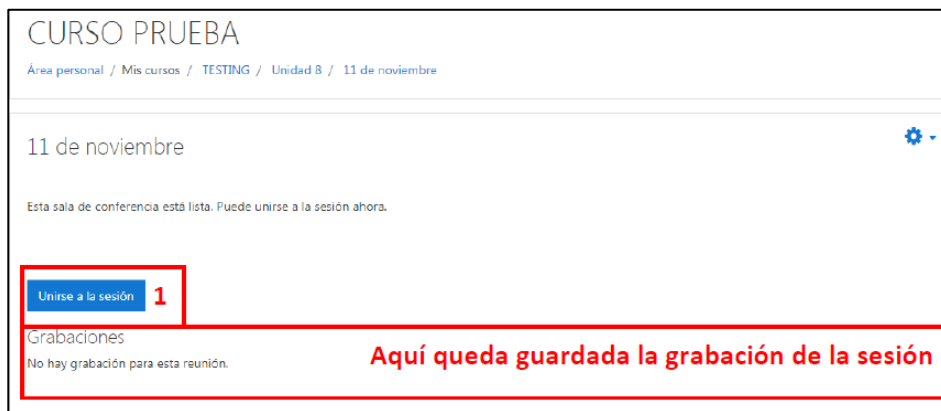 CURSO PRUEBA
Área personal / Mis cursos / TESTING / Unidad 8 / 11 de noviembre
11 de noviembre
Esta sala de conferencia está lista. Puede unirse a la sesión ahora.
Unirse a la sesión 1
Grabaciones
No hay grabación para esta reunión.
Aquí queda guardada la grabación de la sesión